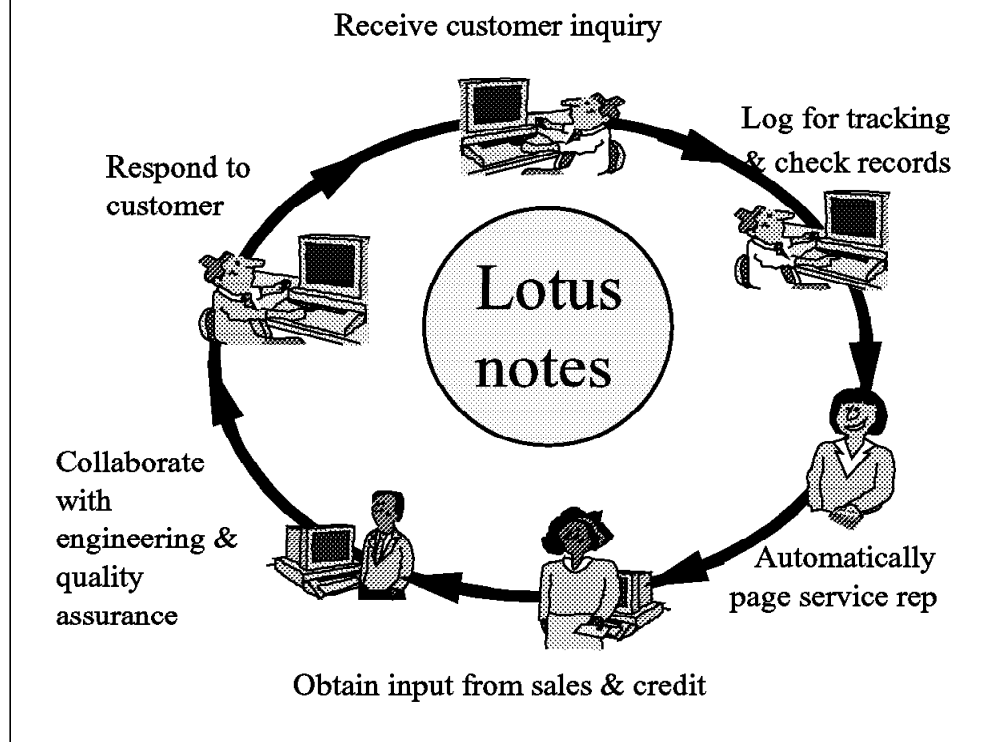 Receive customer inquiry
Log for tracking
& check records
Respond to
customer
Lotus
notes
Collaborate
with
engineering &
quality
assurance
Automatically
page service rep
Obtain input from sales & credit